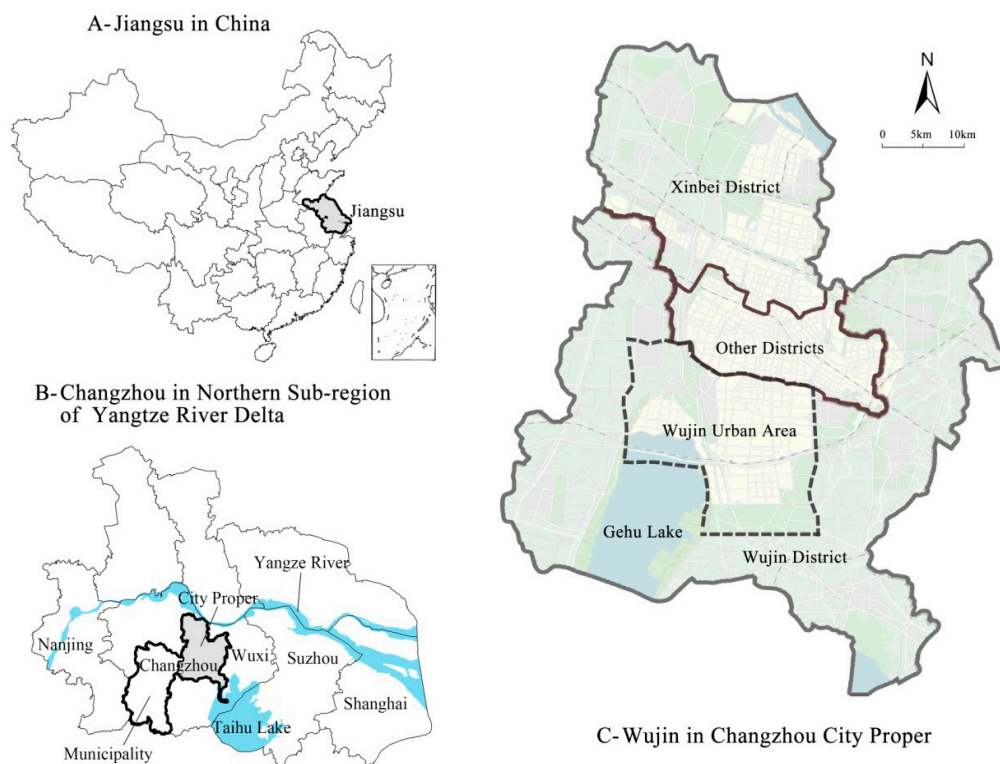 A-Jiangsu in China
Jiangsu
B-Changzhou in Northern Sub-region
of Yangtze River Delta
Yangze River
City Proper
Nanjing
Changzhou
Wuxi
Suzhou
Shanghai
Taihu Lake
Municipality
N
0 5km 10km
Xinbei District
Other Districts
Wujin Urban Area
Gehu Lake
Wujin District
C-Wujin in Changzhou City Proper